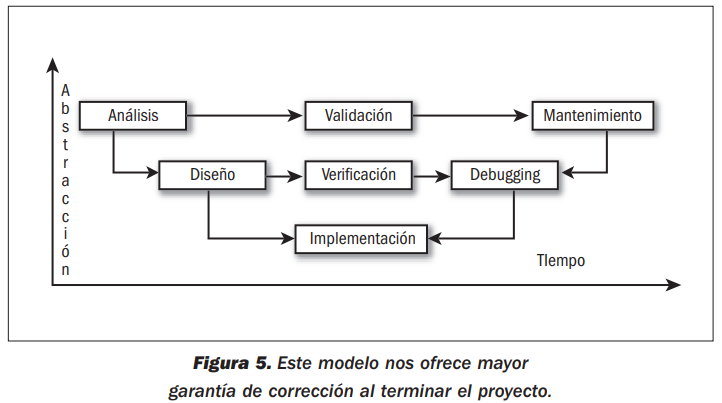 Abstracción
Análisis
Validación
Mantenimiento
Diseño
Verificación
Debugging
Implementación
TIempo
Figura 5. Este modelo nos ofrece mayor
garantía de corrección al terminar el proyecto.